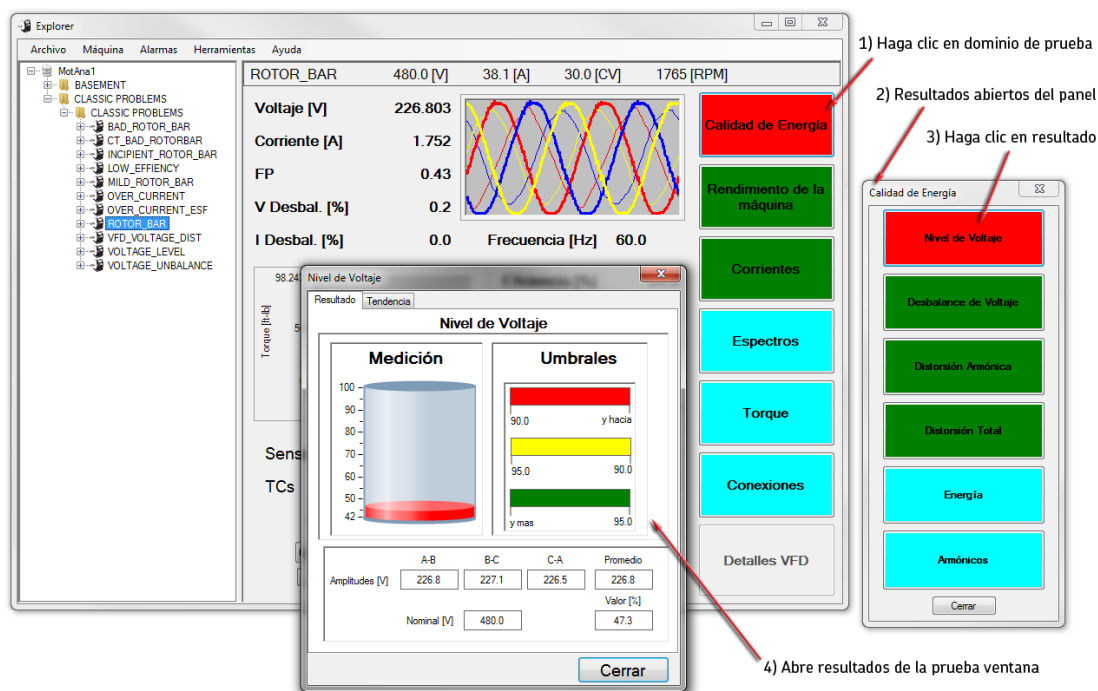 Explorer
Archivo Máquina Alarmas Herramientas Ayuda
MotAna1
BASEMENT
CLASSIC PROBLEMS
CLASSIC PROBLEMS
BAD_ROTOR_BAR
CT_BAD_ROTORBAR
INCIPIENT_ROTOR_BAR
LOW_EFFIENCY
MILD_ROTOR_BAR
OVER_CURRENT
OVER_CURRENT_ESF
ROTOR_BAR
VFD_VOLTAGE_DIST
VOLTAGE_LEVEL
VOLTAGE_UNBALANCE
ROTOR_BAR 480.0 [V] 38.1 [A] 30.0 [CV] 1765 [RPM]
Voltaje [V] 226.803
Corriente [A] 1.752
FP 0.43
V Desbal. [%] 0.2
I Desbal. [%] 0.0 Frecuencia [Hz] 60.0
98.24
Torque [ft-lb]
Sens
TCs
Calidad de Energía
Rendimiento de la
máquina
Corrientes
Espectros
Torque
Conexiones
Detalles VFD
Nivel de Voltaje
Resultado Tendencia
Nivel de Voltaje
Medición
100
90
80
70
60
50
42
Umbrales
90.0 y hacia
95.0 90.0
y mas 95.0
A-B B-C C-A Promedio
Amplitudes [V] 226.8 227.1 226.5 226.8
Valor [%]
Nominal [V] 480.0 47.3
Cerrar
1) Haga clic en dominio de prueba
2) Resultados abiertos del panel
3) Haga clic en resultado
Calidad de Energía
Nivel de Voltaje
Desbalance de Voltaje
Distorsión Armónica
Distorsión Total
Energía
Armónicos
Cerrar
4) Abre resultados de la prueba ventana